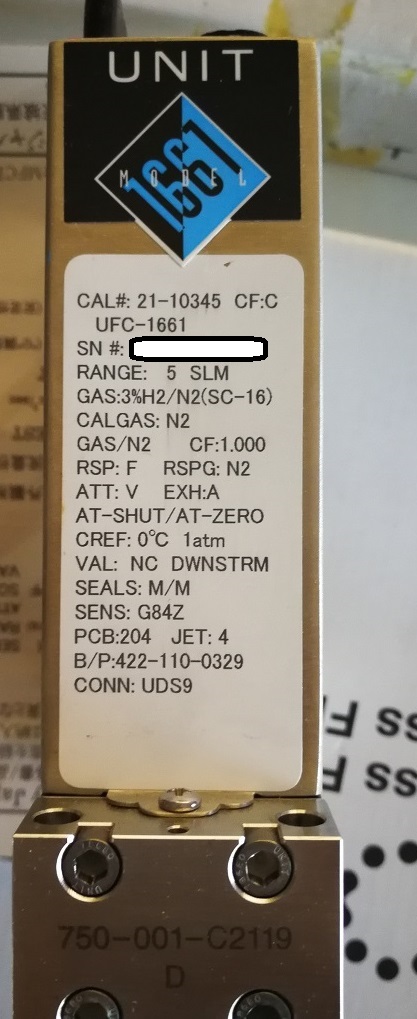 UNIT
1661
MODEL
CAL#: 21-10345 CF:C
UFC-1661
SN #:
RANGE: 5 SLM
GAS:3%H2/N2(SC-16)
CALGAS: N2
GAS/N2 CF:1.000
RSP: F RSPG: N2
ATT: V EXH:A
AT-SHUT/AT-ZERO
CREF: 0℃ 1atm
VAL: NC DWNSTRM
SEALS: M/M
SENS: G84Z
PCB:204 JET: 4
B/P:422-110-0329
CONN: UDS9
750-001-C2119
D